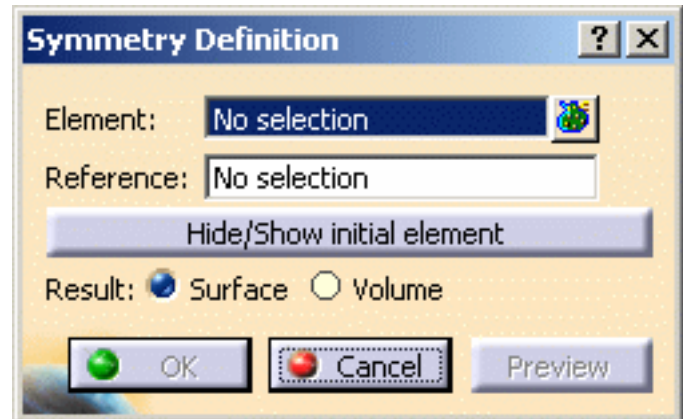 Symmetry Definition ? X
Element: No selection
Reference: No selection
Hide/Show initial element
Result: Surface Volume
OK Cancel Preview